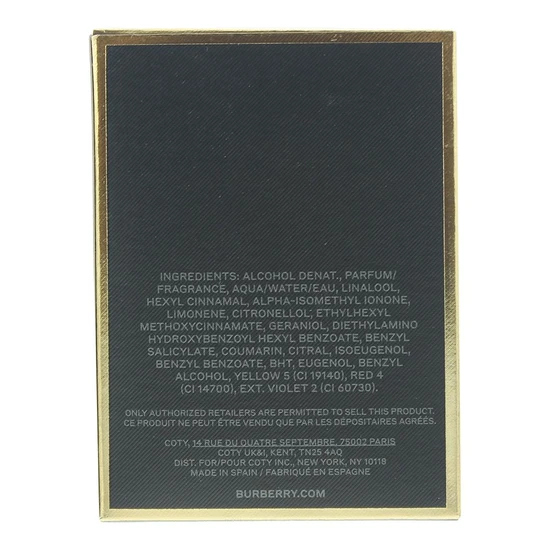 INGREDIENTS: ALCOHOL DENAT., PARFUM/
FRAGRANCE, AQUA/WATER/EAU, LINALOOL,
HEXYL CINNAMAL, ALPHA-ISOMETHYL IONONE,
LIMONENE, CITRONELLOL, ETHYLHEXYL
METHOXYCINNAMATE, GERANIOL, DIETHYLAMINO
HYDROXYBENZOYL HEXYL BENZOATE, BENZYL
SALICYLATE, COUMARIN, CITRAL, ISOEUGENOL,
BENZYL BENZOATE, BHT, EUGENOL, BENZYL
ALCOHOL, YELLOW 5 (CI 19140), RED 4
(CI 14700), EXT. VIOLET 2 (CI 60730).
ONLY AUTHORIZED RETAILERS ARE PERMITTED TO SELL THIS PRODUCT.
CE PRODUIT NE PEUT ÊTRE VENDU QUE PAR LES DÉPOSITAIRES AGRÉÉS.
COTY, 14 RUE DU QUATRE SEPTEMBRE, 75002 PARIS
COTY UK&I, KENT, TN25 4AQ
DIST. FOR/POUR COTY INC., NEW YORK, NY 10118
MADE IN SPAIN / FABRIQUÉ EN ESPAGNE
BURBERRY.COM